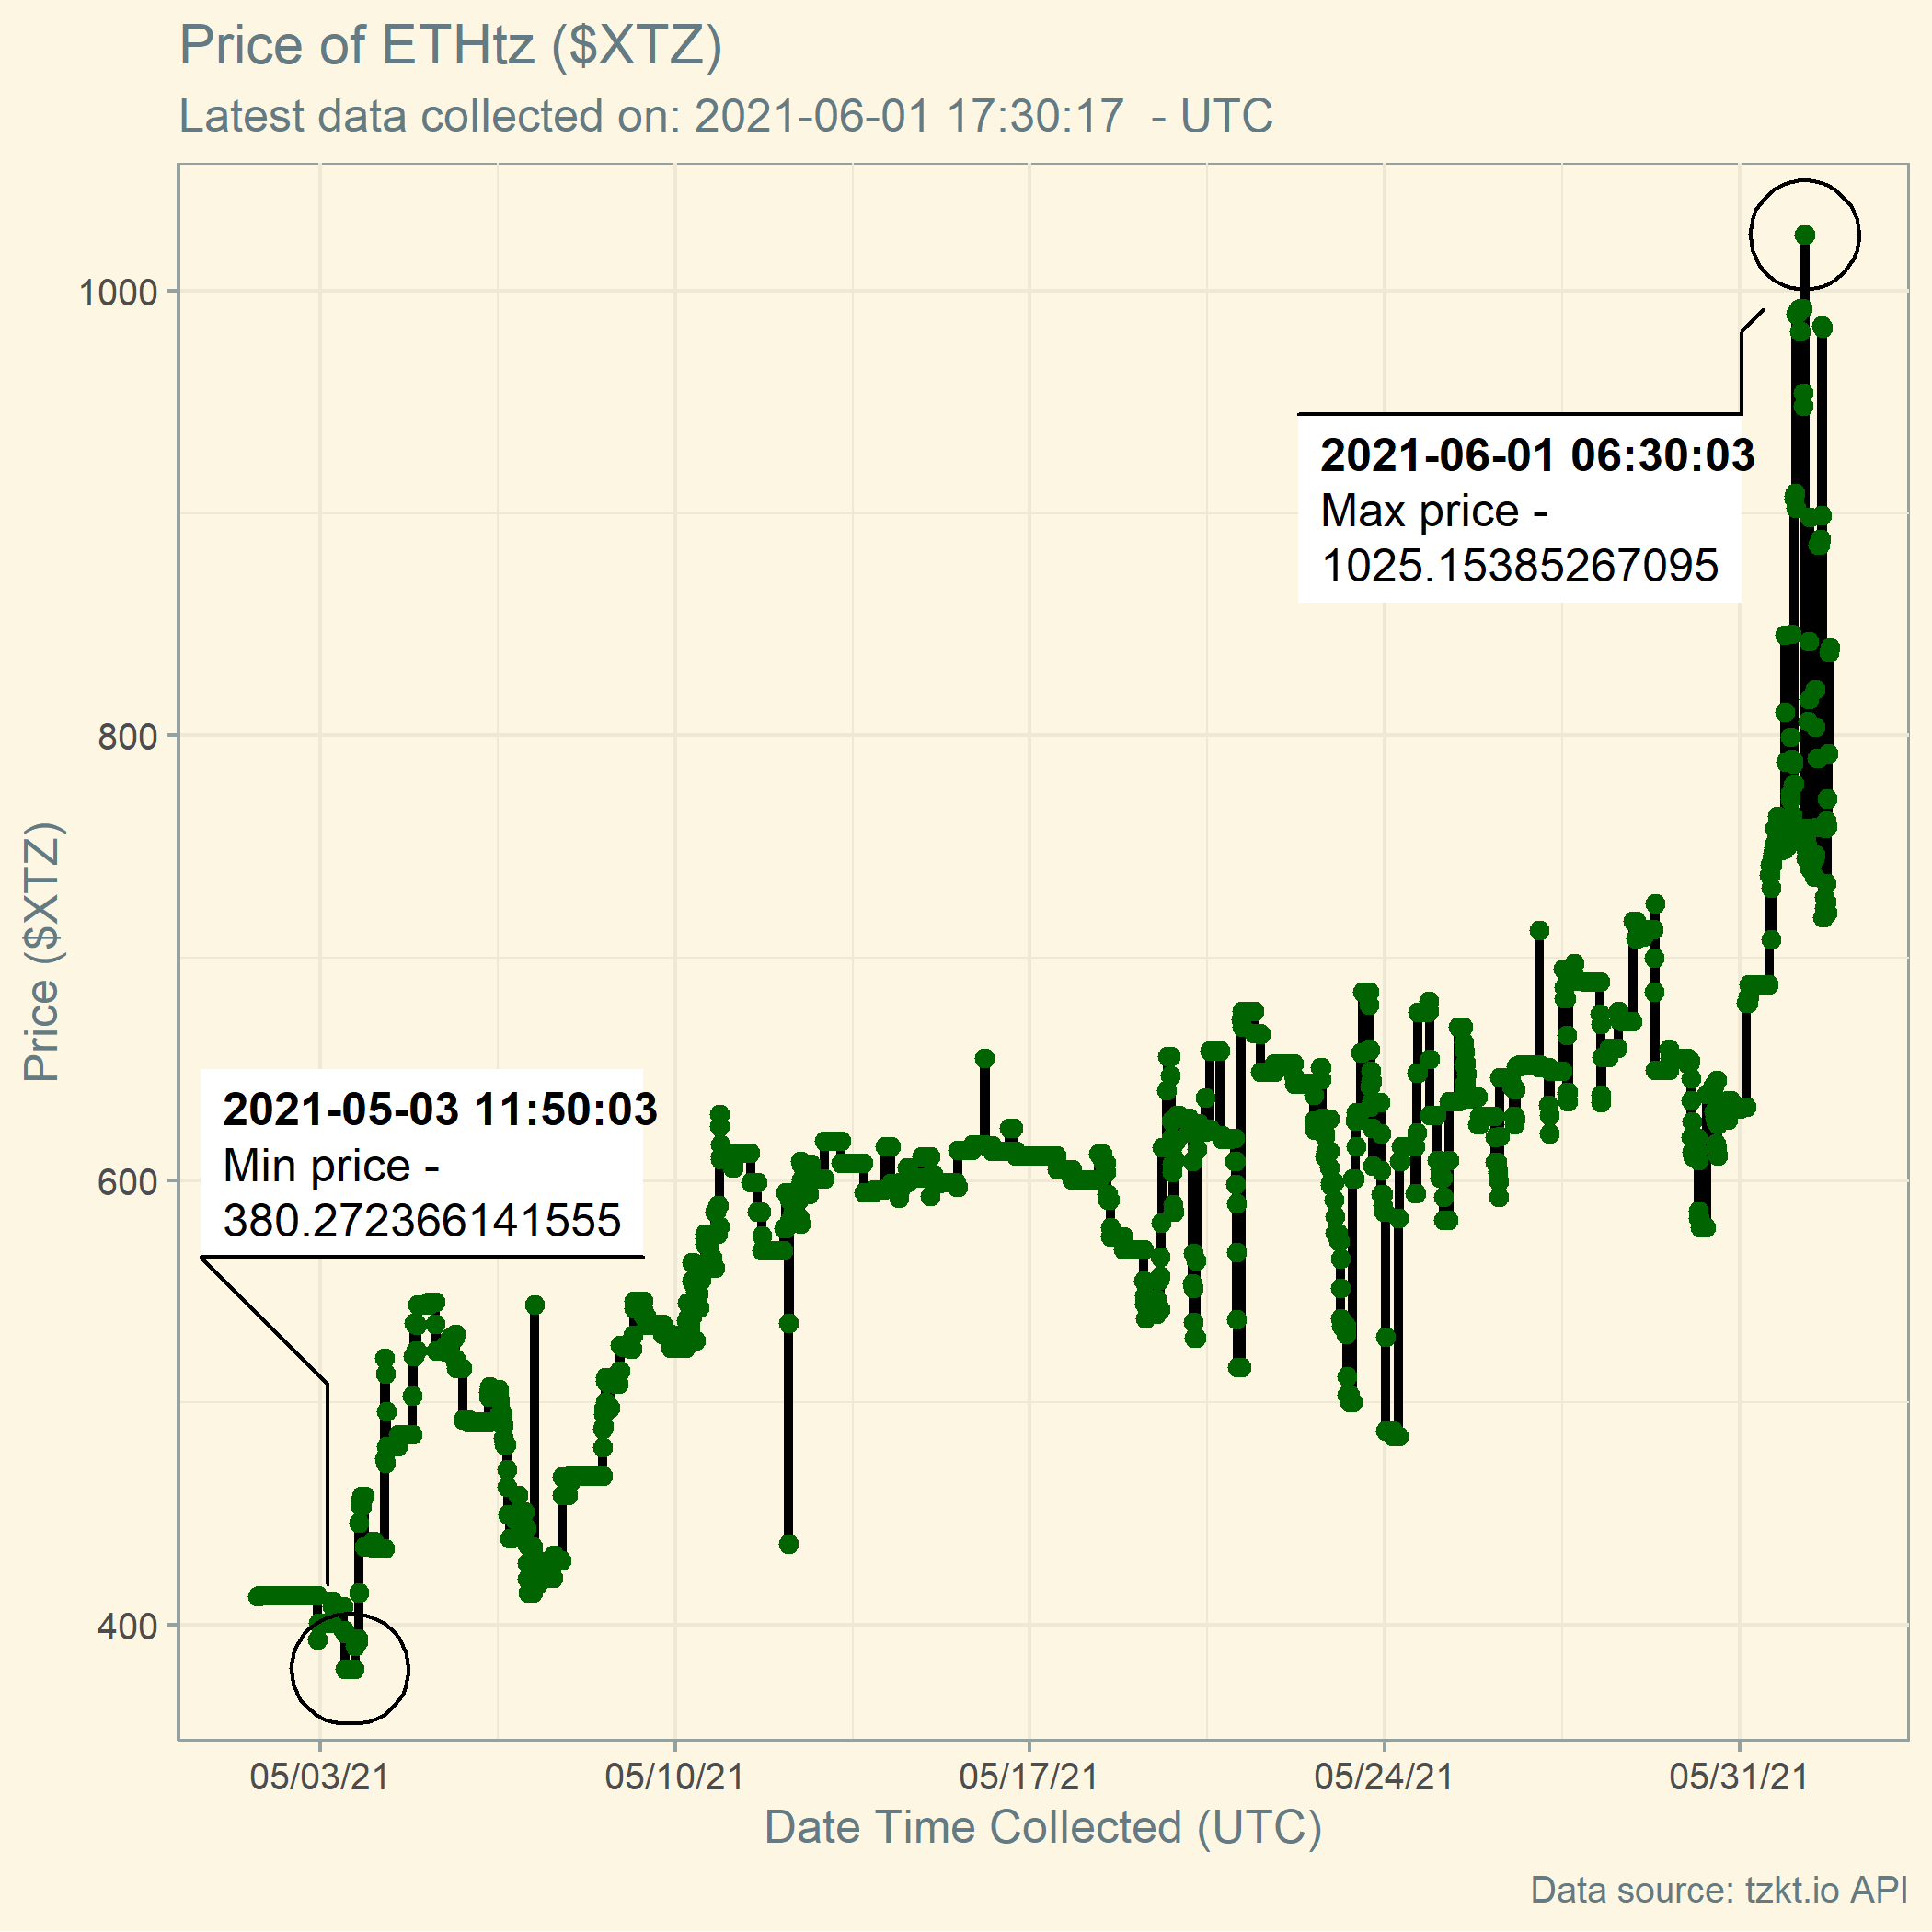 Price of ETHtz ($XTZ)
Latest data collected on: 2021-06-01 17:30:17  - UTC
1000
800
600
400
Price ($XTZ)
2021-06-01 06:30:03
Max price -
1025.15385267095
2021-05-03 11:50:03
Min price -
380.272366141555
05/03/21
05/10/21
05/17/21
05/24/21
05/31/21
Date Time Collected (UTC)
Data source: tzkt.io API